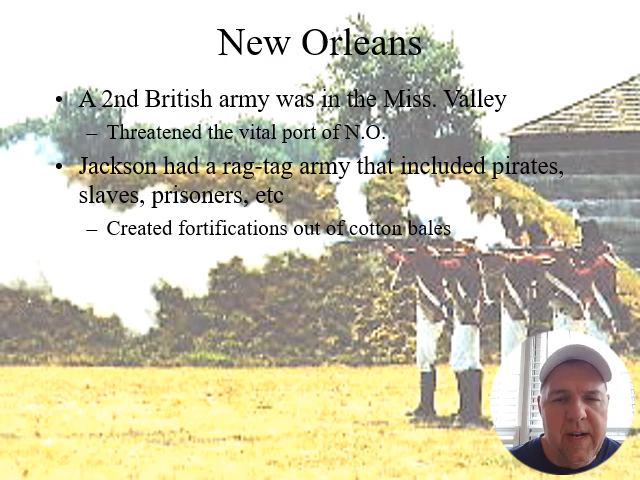 New Orleans
• A 2nd British army was in the Miss. Valley
– Threatened the vital port of N.O.
• Jackson had a rag-tag army that included pirates,
slaves, prisoners, etc
– Created fortifications out of cotton bales